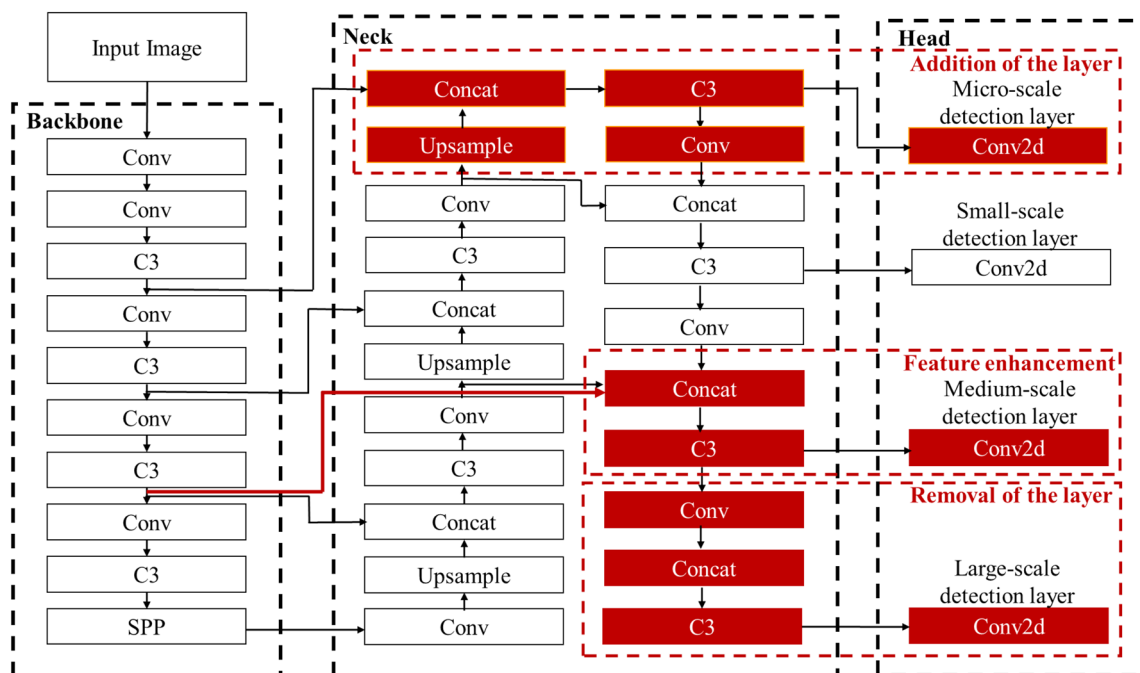 Input Image
Backbone
Conv
Conv
C3
Conv
C3
Conv
C3
Conv
C3
SPP
Neck
Concat
Upsample
Conv
C3
Concat
Upsample
Conv
C3
Concat
Upsample
Conv
C3
Conv
Concat
C3
Conv
Concat
C3
Conv
Concat
C3
Head
Addition of the layer
Micro-scale
detection layer
Conv2d
Small-scale
detection layer
Conv2d
Feature enhancement
Medium-scale
detection layer
Conv2d
Removal of the layer
Large-scale
detection layer
Conv2d